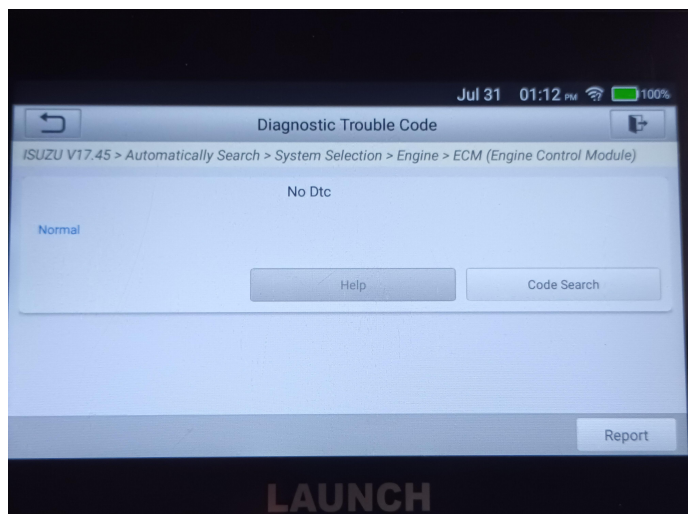 Jul 31 01:12 PM 100%
Diagnostic Trouble Code
ISUZU V17.45 > Automatically Search > System Selection > Engine > ECM (Engine Control Module)
No Dtc
Normal
Help
Code Search
Report
LAUNCH